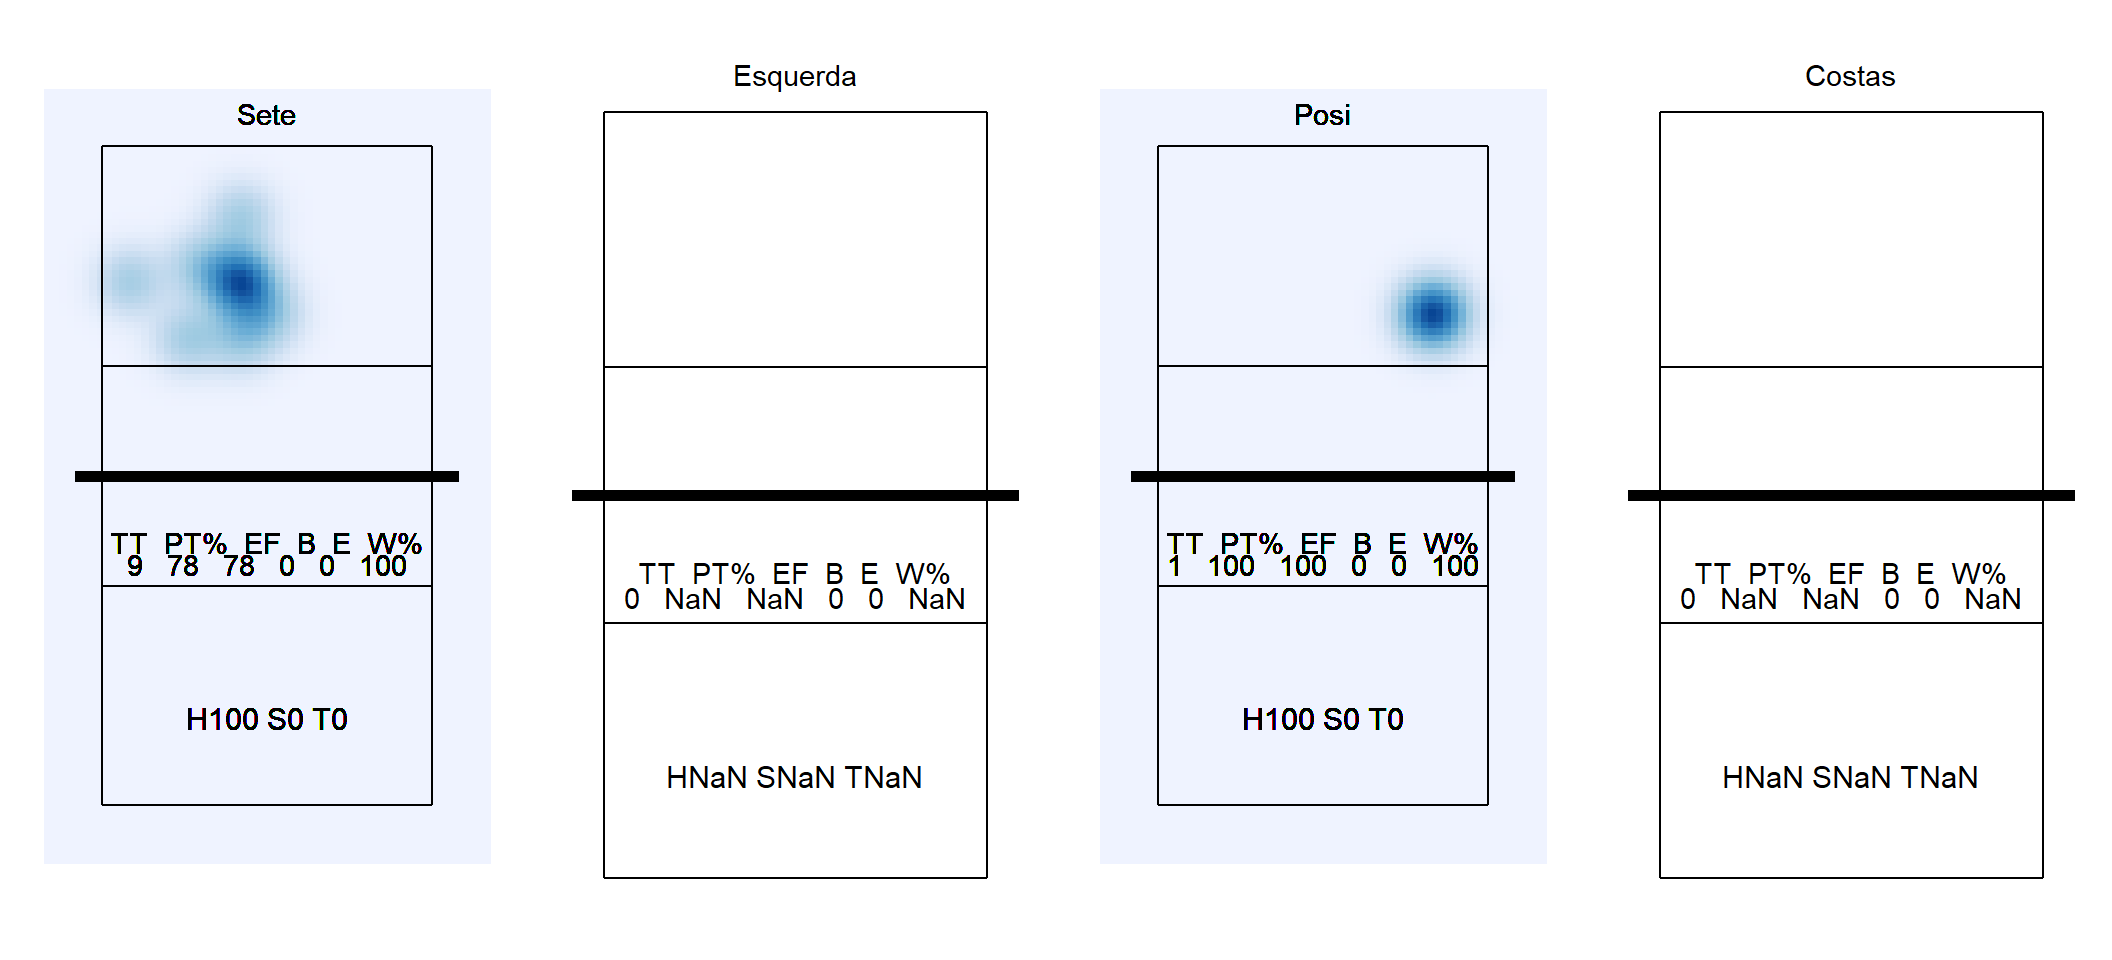 Sete
TT PT% EF B E W%
9 78 78 0 0 100
H100 S0 T0
Esquerda
TT PT% EF B E W%
0 NaN NaN 0 0 NaN
HNaN SNaN TNaN
Posi
TT PT% EF B E W%
1 100 100 0 0 100
H100 S0 T0
Costas
TT PT% EF B E W%
0 NaN NaN 0 0 NaN
HNaN SNaN TNaN